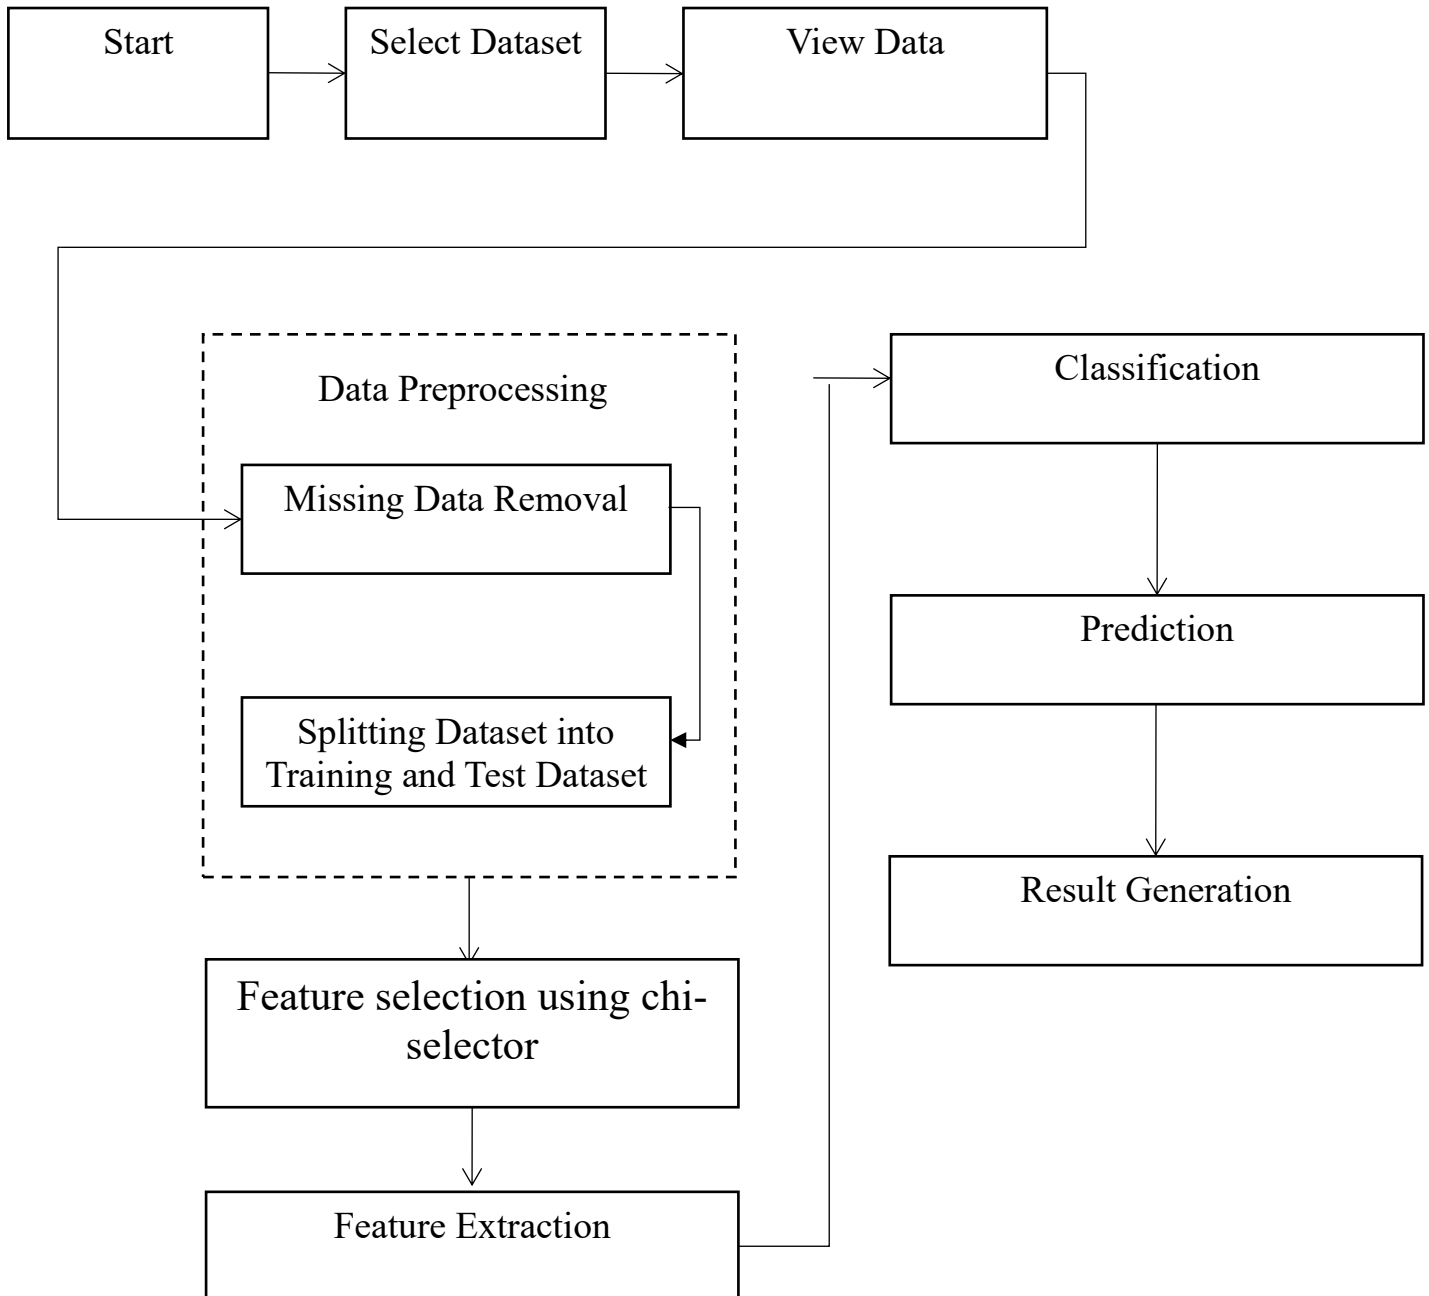 Start
Select Dataset
View Data
Data Preprocessing
Missing Data Removal
Splitting Dataset into
Training and Test Dataset
Feature selection using chi-
selector
Feature Extraction
Classification
Prediction
Result Generation